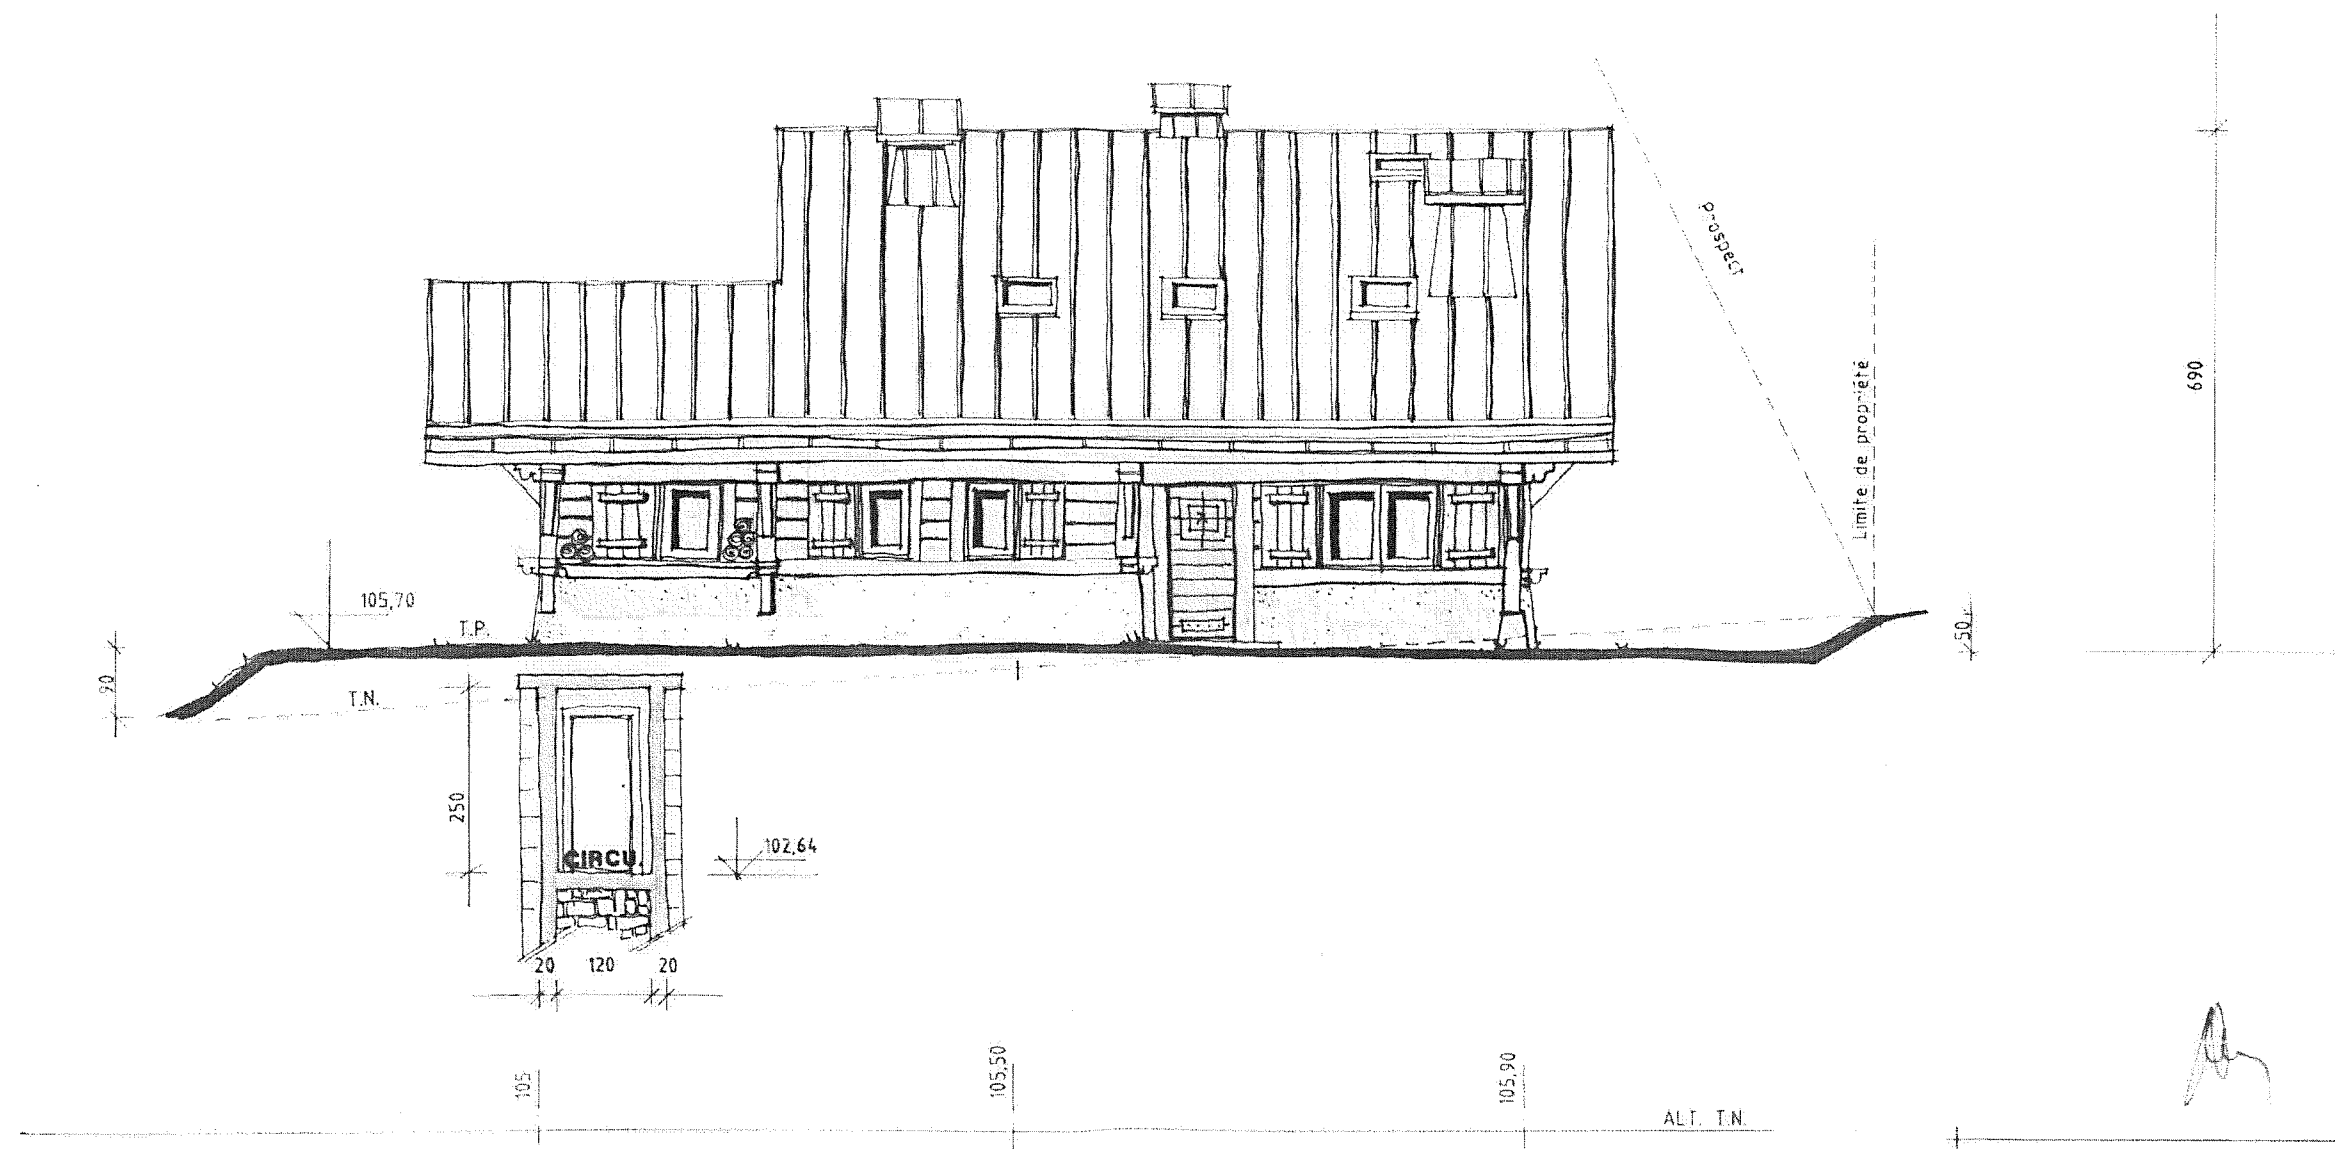 prospect
Limite de propriété
690
105,70
T.P.
50
90
T.N.
250
CIRCU.
102,64
20 120 20
105
105,50
105,90
ALT. T.N.